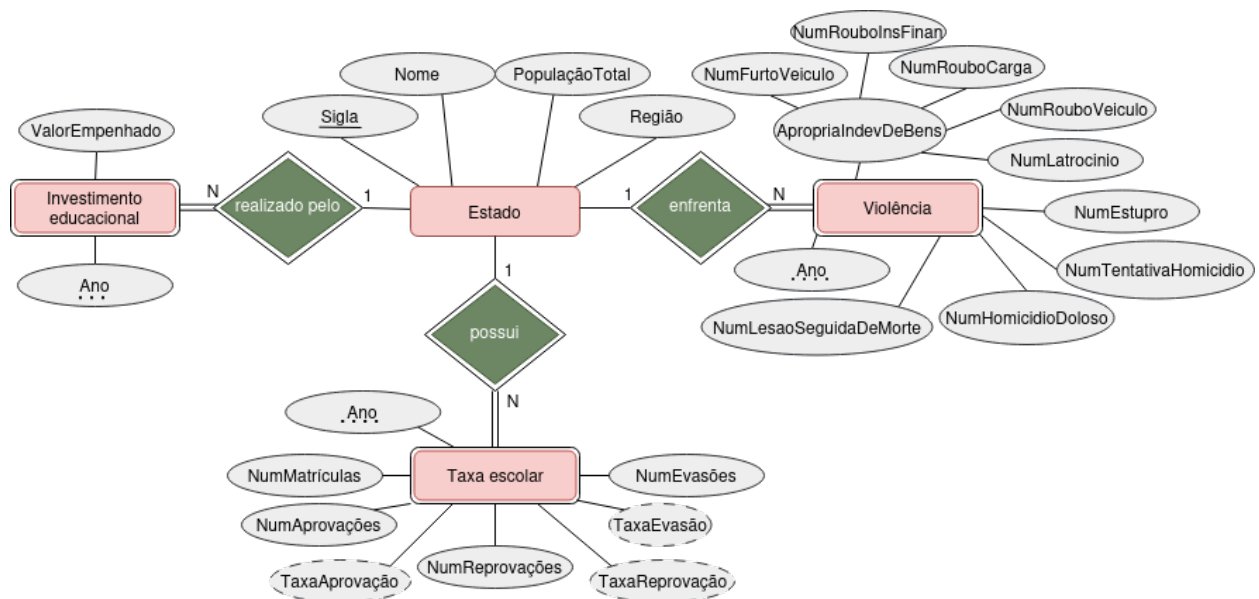 NumRouboInsFinan
Nome
PopulaçãoTotal
NumFurtoVeiculo
NumRouboCarga
Sigla
Região
NumRouboVeiculo
ValorEmpenhado
ApropriaIndevDeBens
NumLatrocinio
Investimento
educacional
N
realizado pelo
1
Estado
1
enfrenta
N
Violência
NumEstupro
Ano
Ano
NumTentativaHomicidio
1
NumLesaoSeguidaDeMorte
NumHomicidioDoloso
possui
N
Ano
NumMatrículas
Taxa escolar
NumEvasões
NumAprovações
TaxaEvasão
TaxaAprovação
NumReprovações
TaxaReprovação